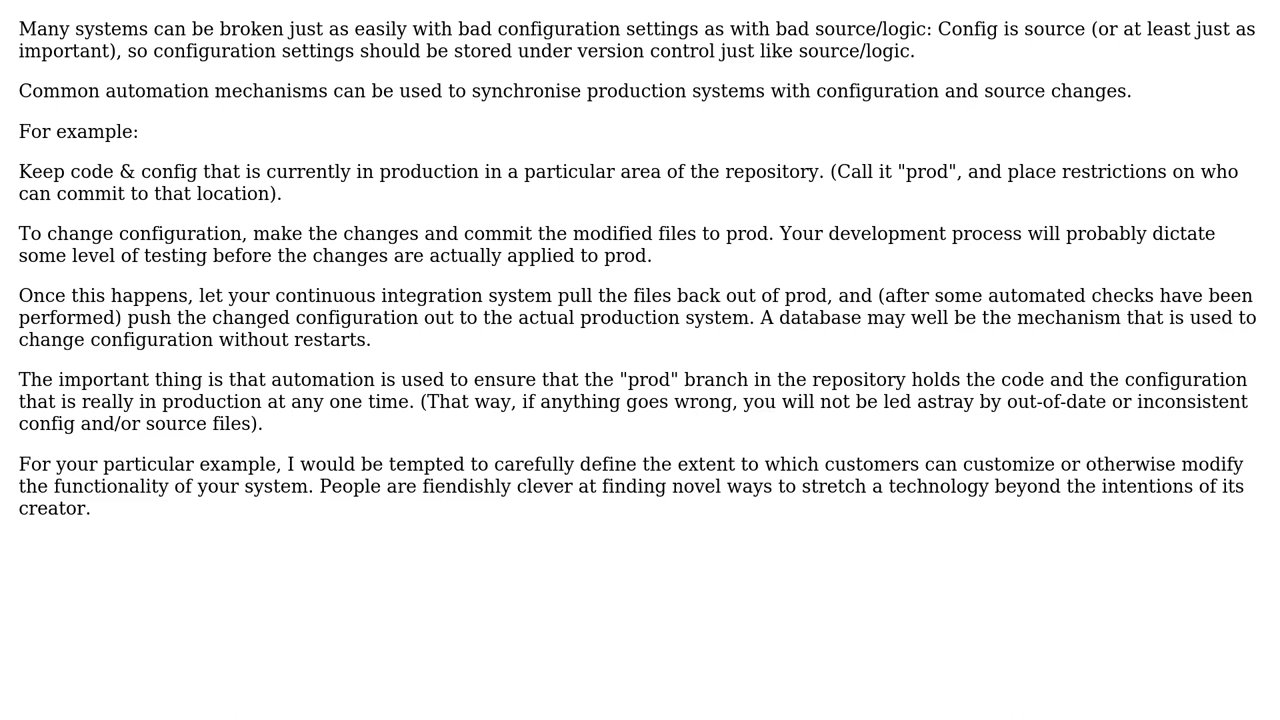 Many systems can be broken just as easily with bad configuration settings as with bad source/logic: Config is source (or at least just as
important), so configuration settings should be stored under version control just like source/logic.
Common automation mechanisms can be used to synchronise production systems with configuration and source changes.
For example:
Keep code & config that is currently in production in a particular area of the repository. (Call it "prod", and place restrictions on who
can commit to that location).
To change configuration, make the changes and commit the modified files to prod. Your development process will probably dictate
some level of testing before the changes are actually applied to prod.
Once this happens, let your continuous integration system pull the files back out of prod, and (after some automated checks have been
performed) push the changed configuration out to the actual production system. A database may well be the mechanism that is used to
change configuration without restarts.
The important thing is that automation is used to ensure that the "prod" branch in the repository holds the code and the configuration
that is really in production at any one time. (That way, if anything goes wrong, you will not be led astray by out-of-date or inconsistent
config and/or source files).
For your particular example, I would be tempted to carefully define the extent to which customers can customize or otherwise modify
the functionality of your system. People are fiendishly clever at finding novel ways to stretch a technology beyond the intentions of its
creator.